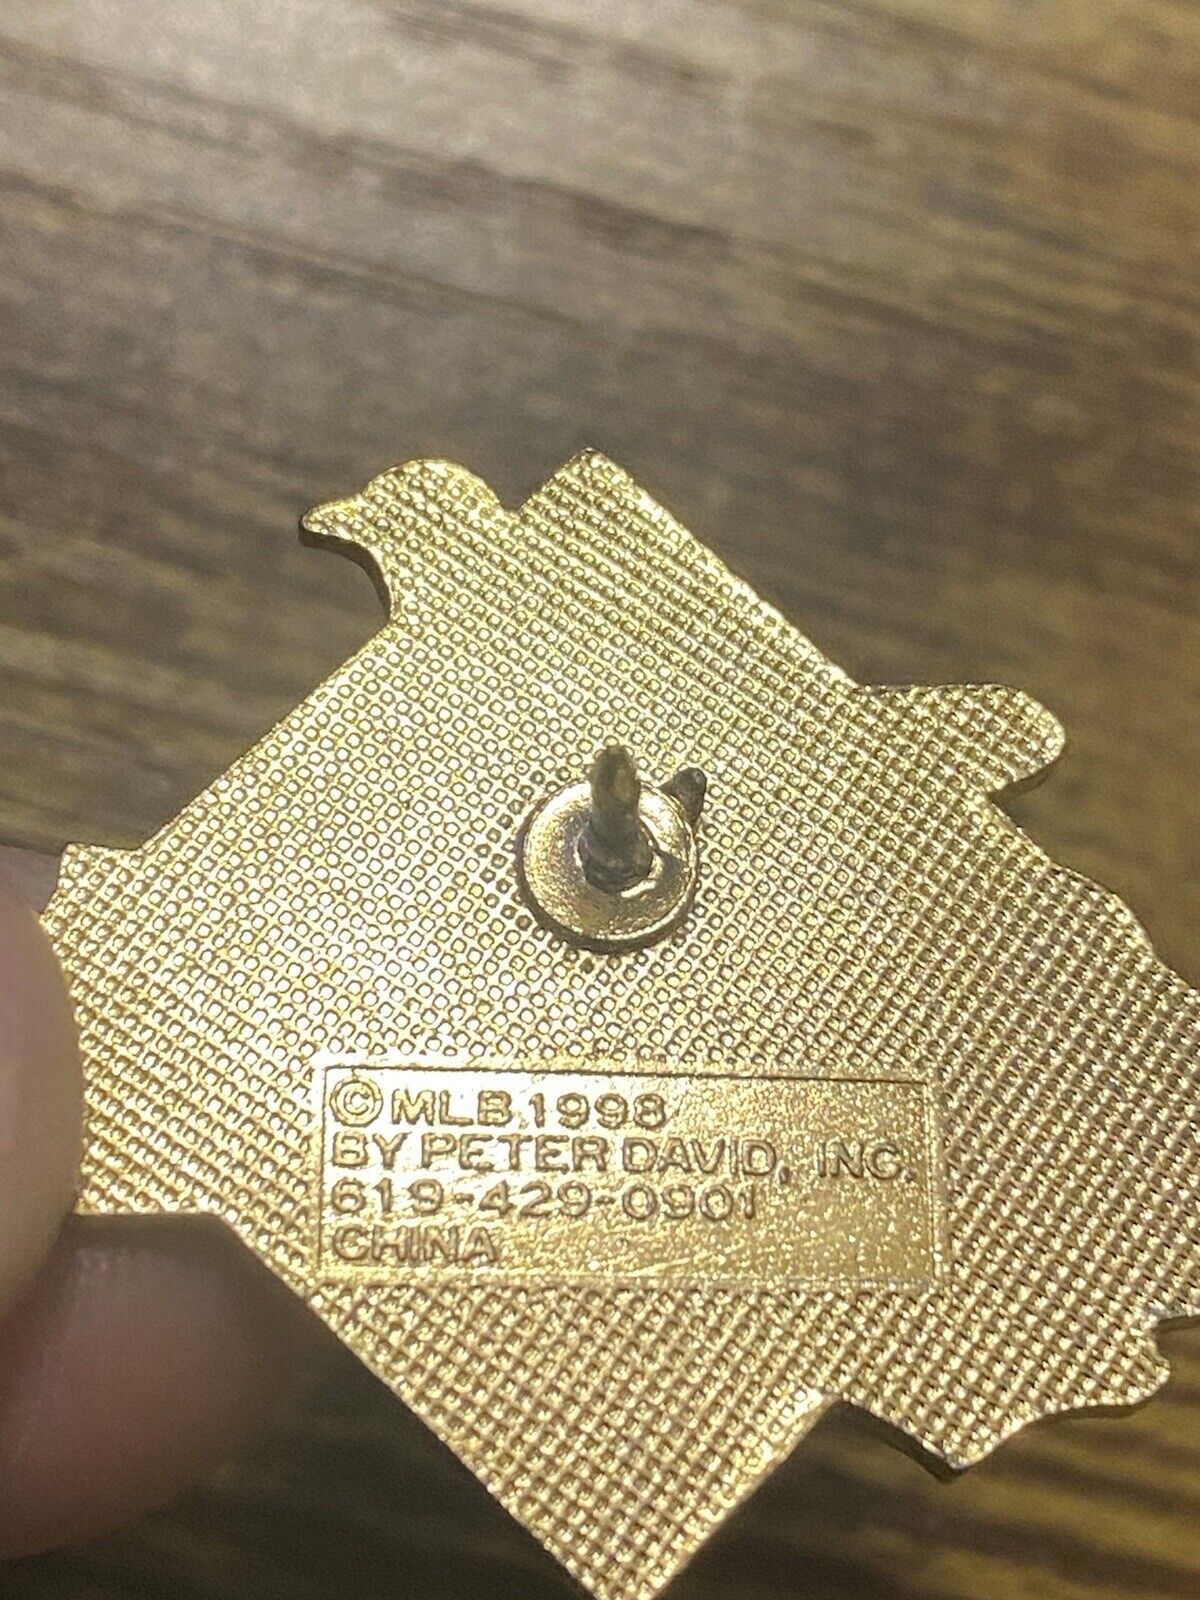 © MLB 1998
BY PETER DAVID, INC.
619-429-0901
CHINA